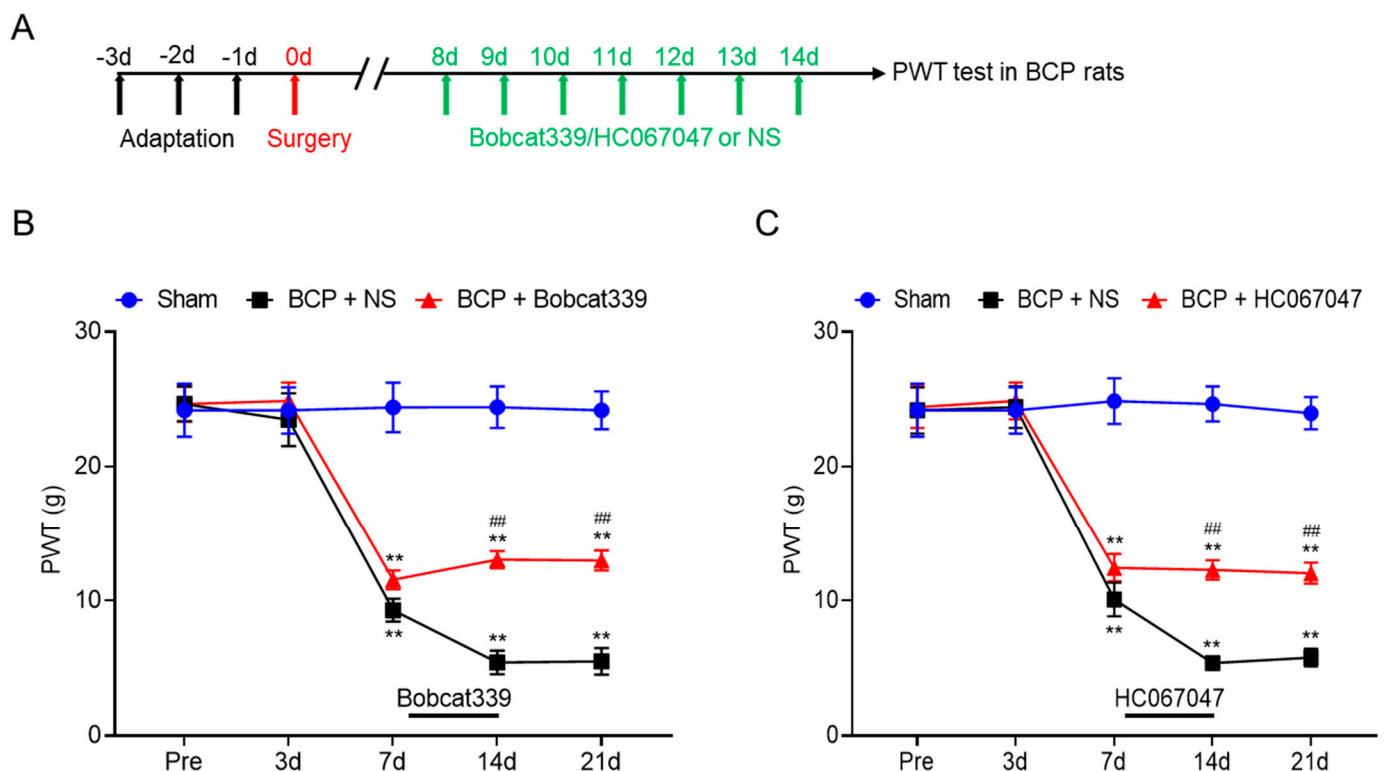 A
-3d -2d -1d 0d 8d 9d 10d 11d 12d 13d 14d
PWT test in BCP rats
Adaptation Surgery Bobcat339/HC067047 or NS
B
Sham BCP + NS BCP + Bobcat339
30
20
10
0
PWT (g)
** ## ** ## **
** ** **
Bobcat339
Pre 3d 7d 14d 21d
C
Sham BCP + NS BCP + HC067047
30
20
10
0
PWT (g)
** ## ** ## **
** ** **
HC067047
Pre 3d 7d 14d 21d